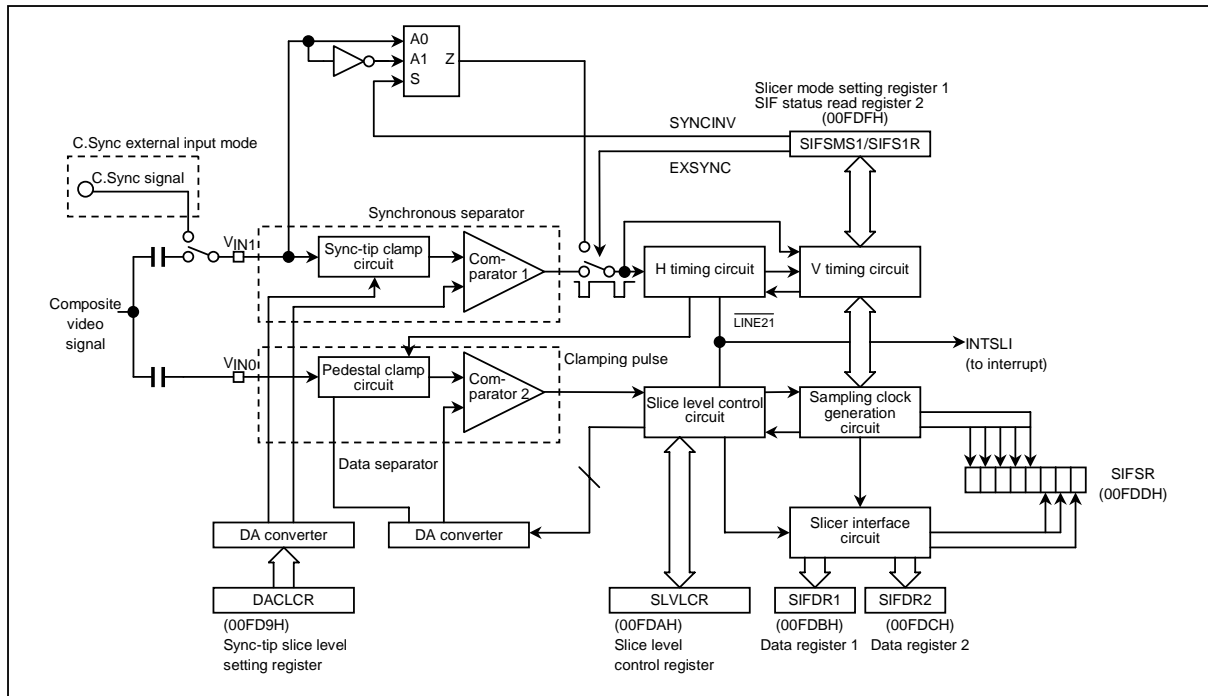 A0
A1
Z
S
Slicer mode setting register 1
SIF status read register 2
(00FDFH)
SYNCINV
SIFSMS1/SIFS1R
EXSYNC
C.Sync external input mode
C.Sync signal
Synchronous separator
VIN1
Sync-tip clamp
circuit
Com-
parator 1
H timing circuit
V timing circuit
Composite
video
signal
LINE21
INTSLI
(to interrupt)
VIN0
Clamping pulse
Pedestal clamp
circuit
Com-
parator 2
Slice level control
circuit
Sampling clock
generation
circuit
Data separator
SIFSR
(00FDDH)
Slicer interface
circuit
DA converter
DA converter
DACLCR
SLVLCR
SIFDR1
SIFDR2
(00FD9H)
Sync-tip slice level
setting register
(00FDAH)
Slice level
control register
(00FDBH)
Data register 1
(00FDCH)
Data register 2